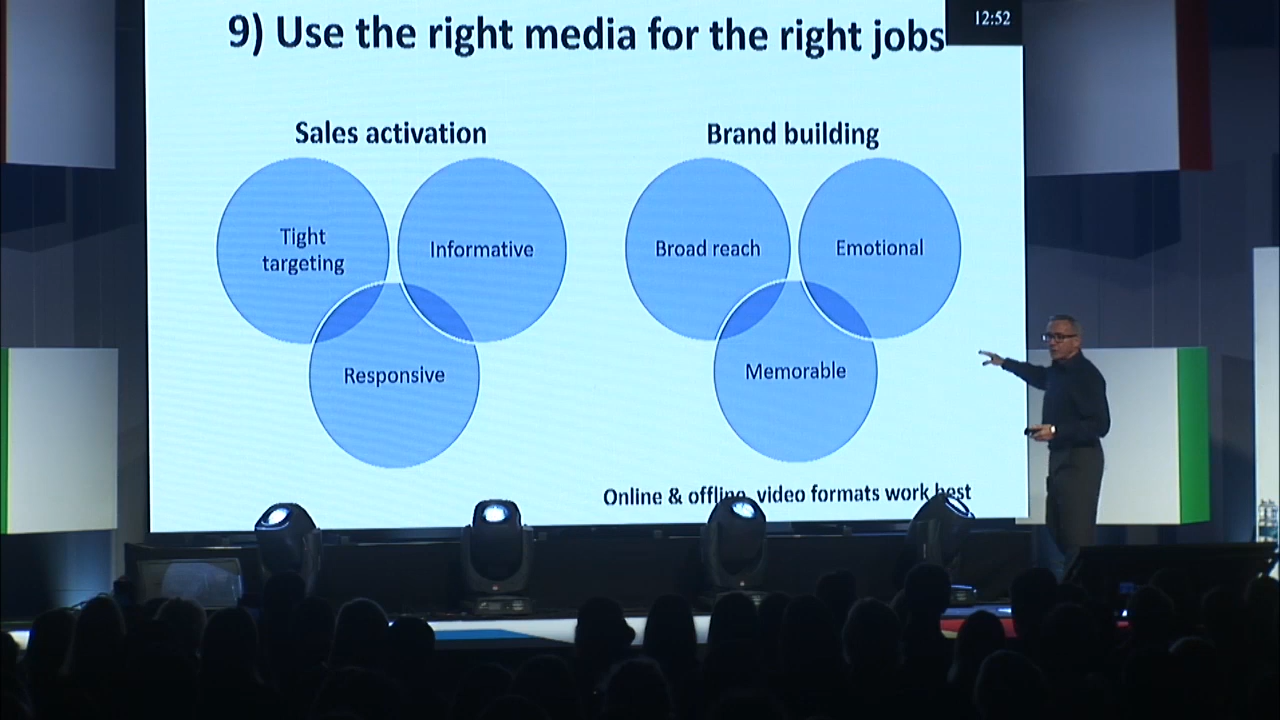 9) Use the right media for the right jobs
12:52
Sales activation
Brand building
Tight
targeting
Informative
Responsive
Broad reach
Emotional
Memorable
Online & offline, video formats work best